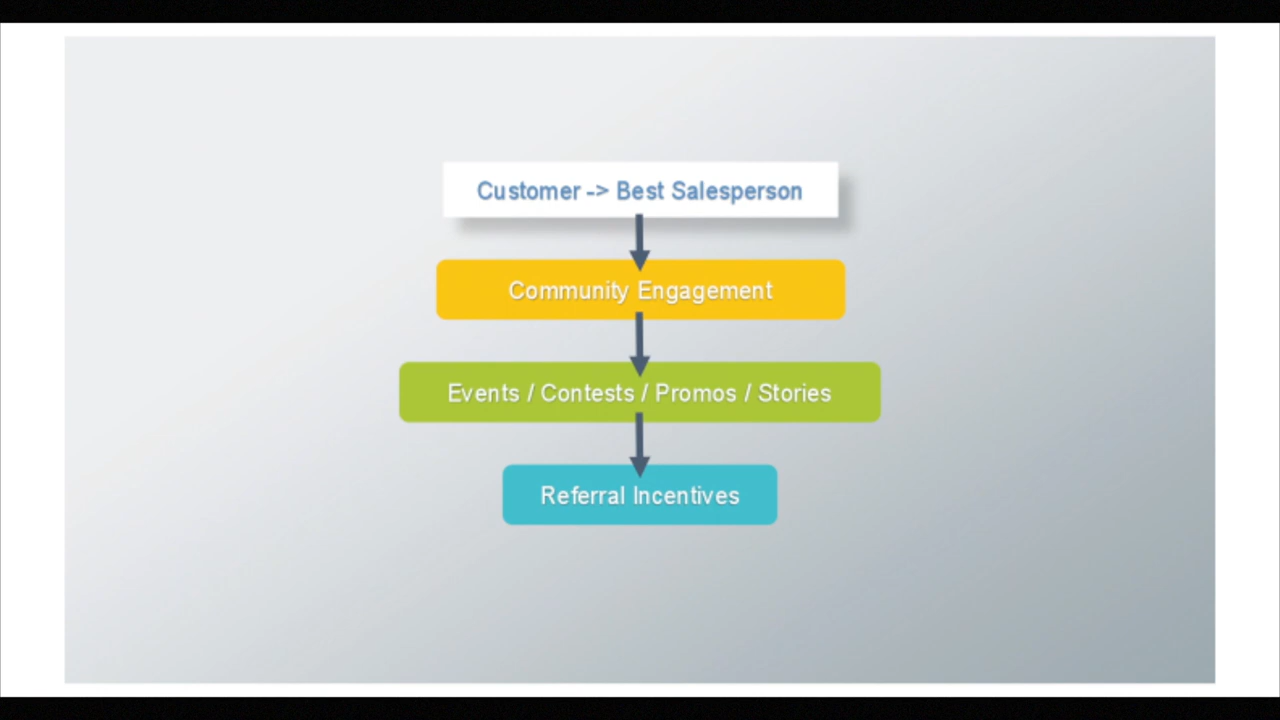 Customer -> Best Salesperson
Community Engagement
Events / Contests / Promos / Stories
Referral Incentives